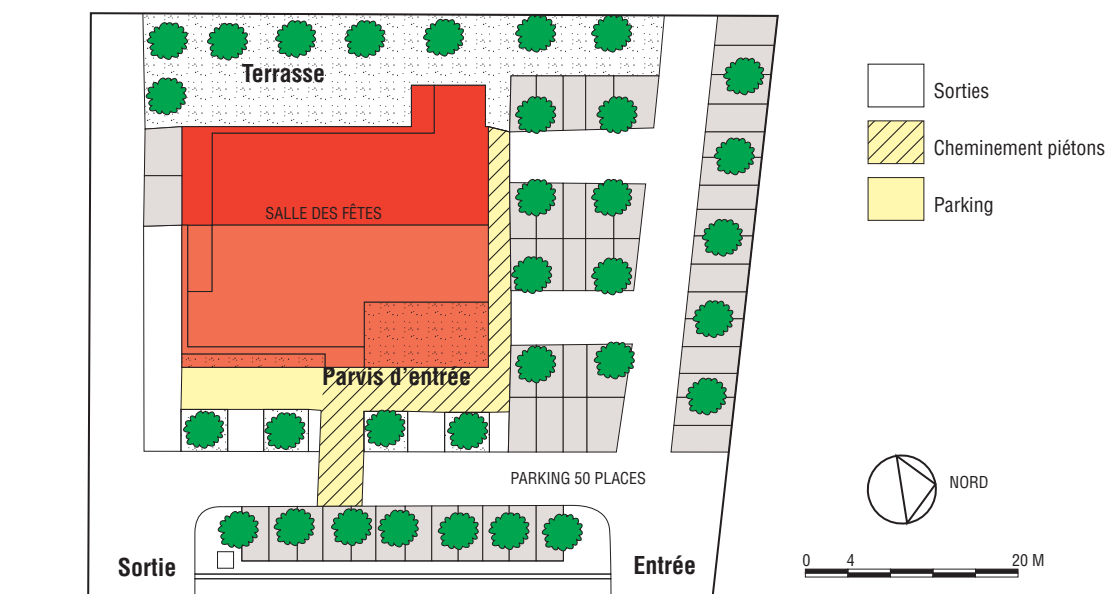 Terrasse
SALLE DES FÊTES
Parvis d'entrée
PARKING 50 PLACES
Sortie
Entrée
Sorties
Cheminement piétons
Parking
NORD
0 4 20 M